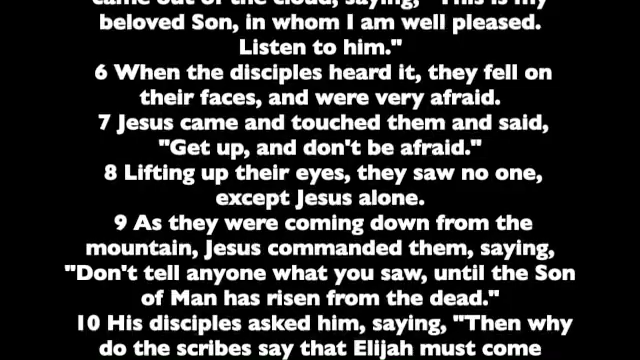 came out of the cloud, saying, "This is my
beloved Son, in whom I am well pleased.
Listen to him."
6 When the disciples heard it, they fell on
their faces, and were very afraid.
7 Jesus came and touched them and said,
"Get up, and don't be afraid."
8 Lifting up their eyes, they saw no one,
except Jesus alone.
9 As they were coming down from the
mountain, Jesus commanded them, saying,
"Don't tell anyone what you saw, until the Son
of Man has risen from the dead."
10 His disciples asked him, saying, "Then why
do the scribes say that Elijah must come